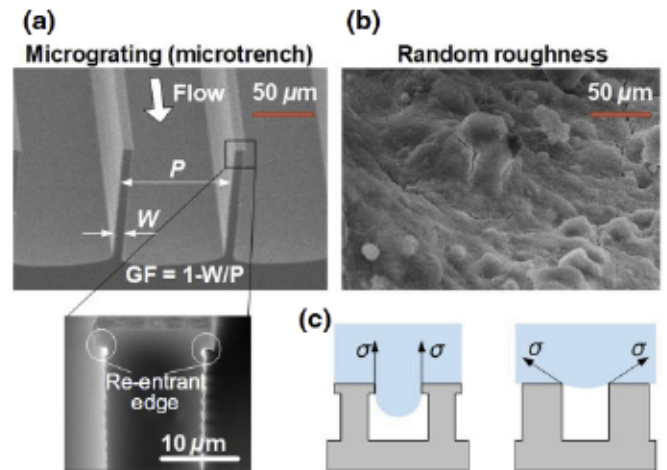 (a)
Micrograting (microtrench)
Flow
50 µm
P
W
GF = 1-W/P
Re-entrant
edge
10 µm
(b)
Random roughness
50 µm
(c)
σ
σ
σ
σ